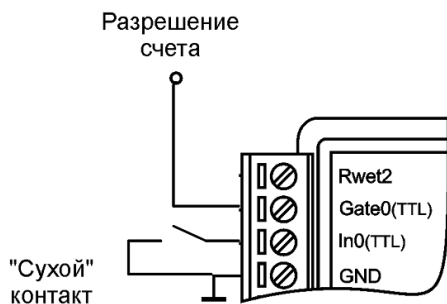 Разрешение
счета
Rwet2
Gate0(TTL)
In0(TTL)
GND
"Сухой"
контакт